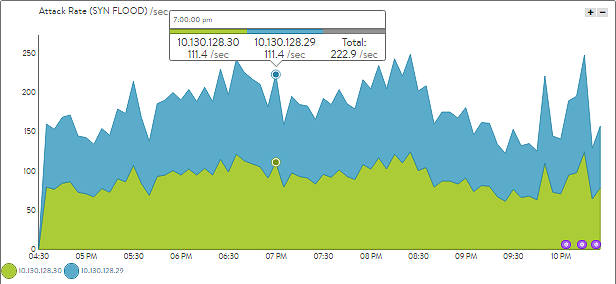 Attack Rate (SYN FLOOD) /sec
+ −
7:00:00 pm
10.130.128.30 10.130.128.29 Total:
111.4 /sec 111.4 /sec 222.9 /sec
250
200
150
100
50
0
04:30 05 PM 05:30 06 PM 06:30 07 PM 07:30 08 PM 08:30 09 PM 09:30 10 PM
10.130.128.30 10.130.128.29